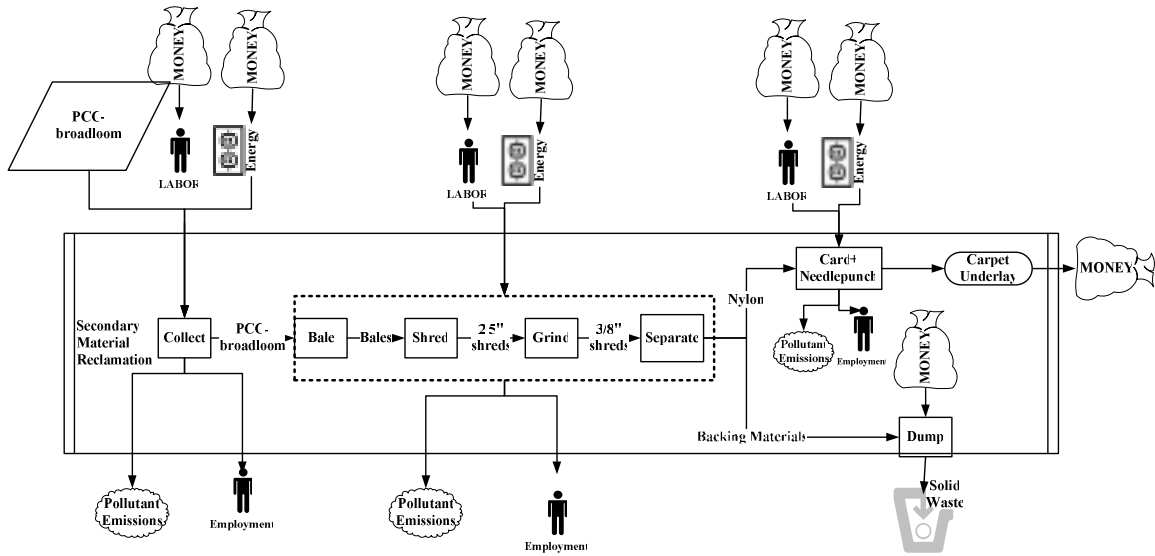 MONEY
MONEY
MONEY
MONEY
MONEY
MONEY
PCC-
broadloom
Energy
LABOR
Energy
LABOR
Energy
LABOR
Secondary
Material
Reclamation
Collect
PCC-
broadloom
Bale
Bales
Shred
2 5"
shreds
Grind
3/8"
shreds
Separate
Nylon
Card+
Needlepunch
Carpet
Underlay
MONEY
Pollutant
Emissions
Employment
MONEY
Backing Materials
Dump
Solid
Waste
Pollutant
Emissions
Employment
Pollutant
Emissions
Employment